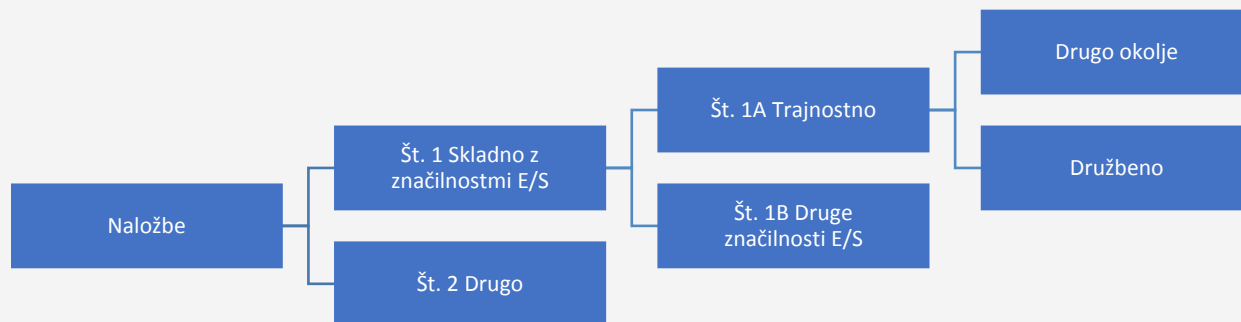 Naložbe
Št. 1 Skladno z
značilnostmi E/S
Št. 2 Drugo
Št. 1A Trajnostno
Št. 1B Druge
značilnosti E/S
Drugo okolje
Družbeno